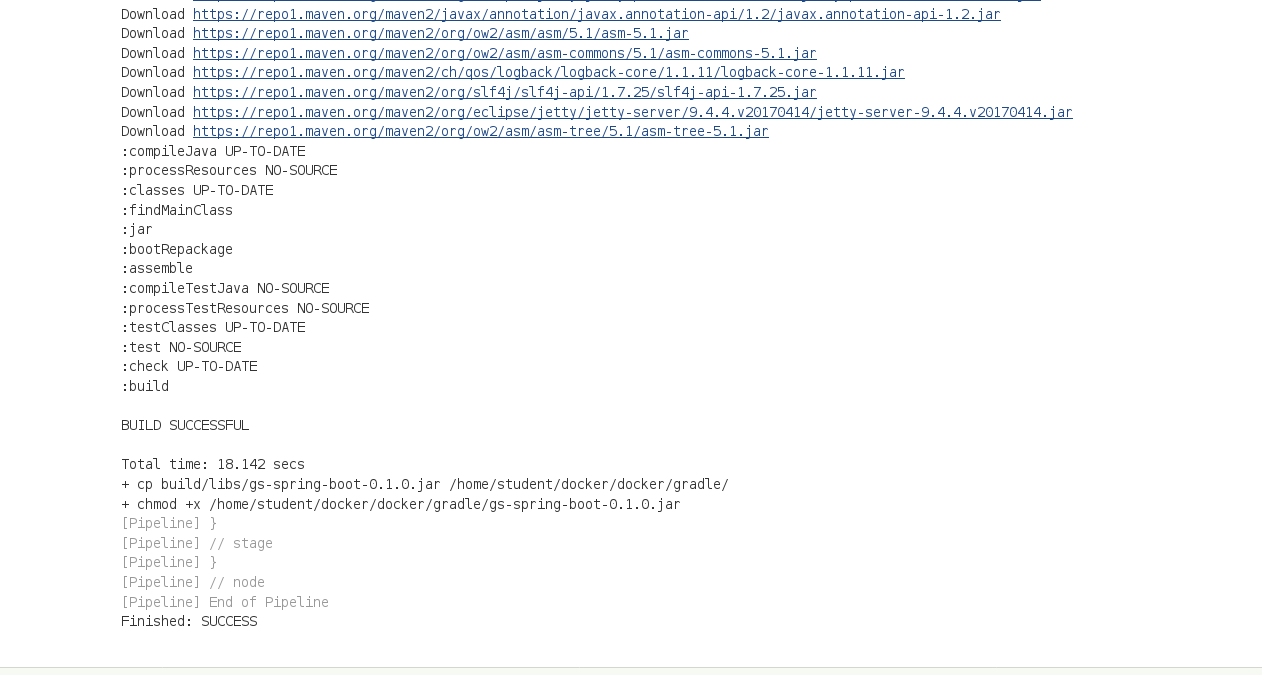 Download https://repo1.maven.org/maven2/javax/annotation/javax.annotation-api/1.2/javax.annotation-api-1.2.jar
Download https://repo1.maven.org/maven2/org/ow2/asm/asm/5.1/asm-5.1.jar
Download https://repo1.maven.org/maven2/org/ow2/asm/asm-commons/5.1/asm-commons-5.1.jar
Download https://repo1.maven.org/maven2/ch/qos/logback/logback-core/1.1.11/logback-core-1.1.11.jar
Download https://repo1.maven.org/maven2/org/slf4j/slf4j-api/1.7.25/slf4j-api-1.7.25.jar
Download https://repo1.maven.org/maven2/org/eclipse/jetty/jetty-server/9.4.4.v20170414/jetty-server-9.4.4.v20170414.jar
Download https://repo1.maven.org/maven2/org/ow2/asm/asm-tree/5.1/asm-tree-5.1.jar
:compileJava UP-TO-DATE
:processResources NO-SOURCE
:classes UP-TO-DATE
:findMainClass
:jar
:bootRepackage
:assemble
:compileTestJava NO-SOURCE
:processTestResources NO-SOURCE
:testClasses UP-TO-DATE
:test NO-SOURCE
:check UP-TO-DATE
:build
BUILD SUCCESSFUL
Total time: 18.142 secs
+ cp build/libs/gs-spring-boot-0.1.0.jar /home/student/docker/docker/gradle/
+ chmod +x /home/student/docker/docker/gradle/gs-spring-boot-0.1.0.jar
[Pipeline] }
[Pipeline] // stage
[Pipeline] }
[Pipeline] // node
[Pipeline] End of Pipeline
Finished: SUCCESS